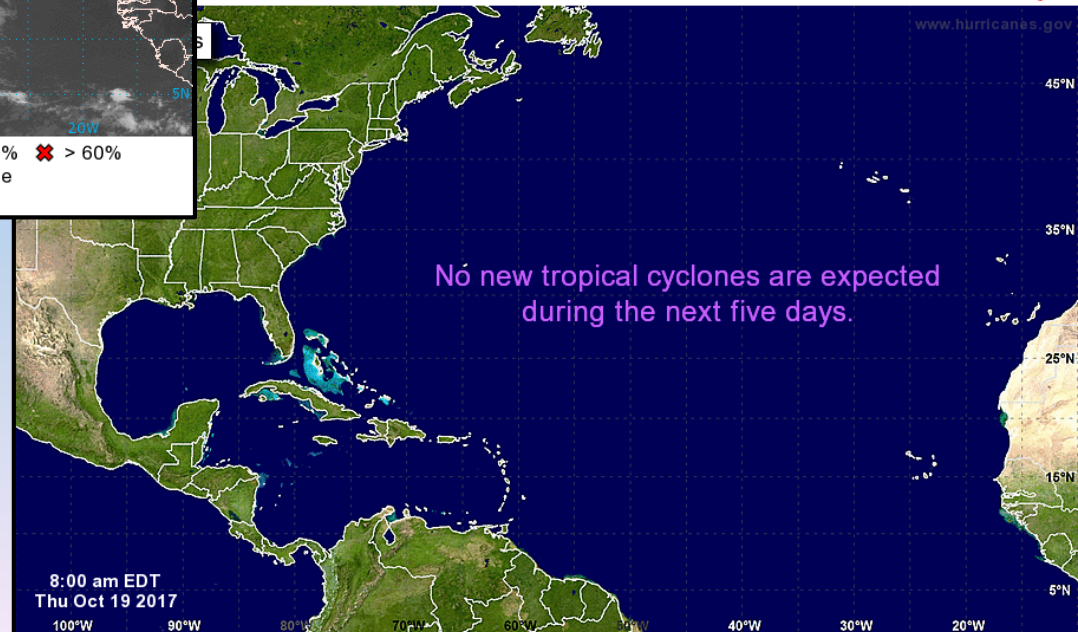 www.hurricanes.gov
s
5N
20W
% ✖ > 60%
e
45°N
35°N
No new tropical cyclones are expected
during the next five days.
25°N
15°N
8:00 am EDT
Thu Oct 19 2017
5°N
100°W 90°W 80°W 70°W 60°W 50°W 40°W 30°W 20°W